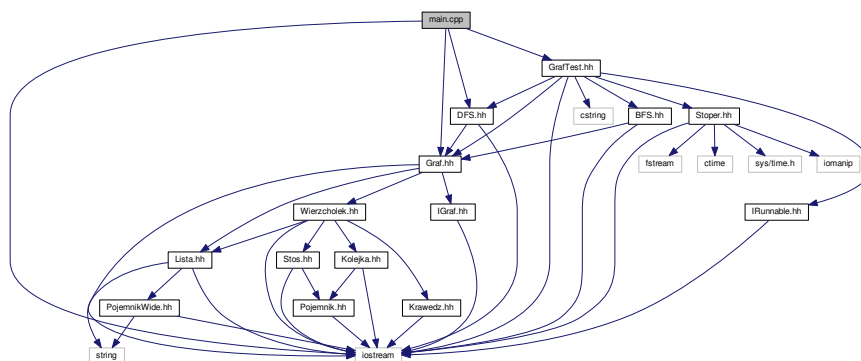 main.cpp
GrafTest.hh
DFS.hh
cstring
BFS.hh
Stoper.hh
Graf.hh
fstream
ctime
sys/time.h
iomanip
Wierzcholek.hh
IGraf.hh
IRunnable.hh
Lista.hh
Stos.hh
Kolejka.hh
PojemnikWide.hh
Pojemnik.hh
Krawedz.hh
string
iostream